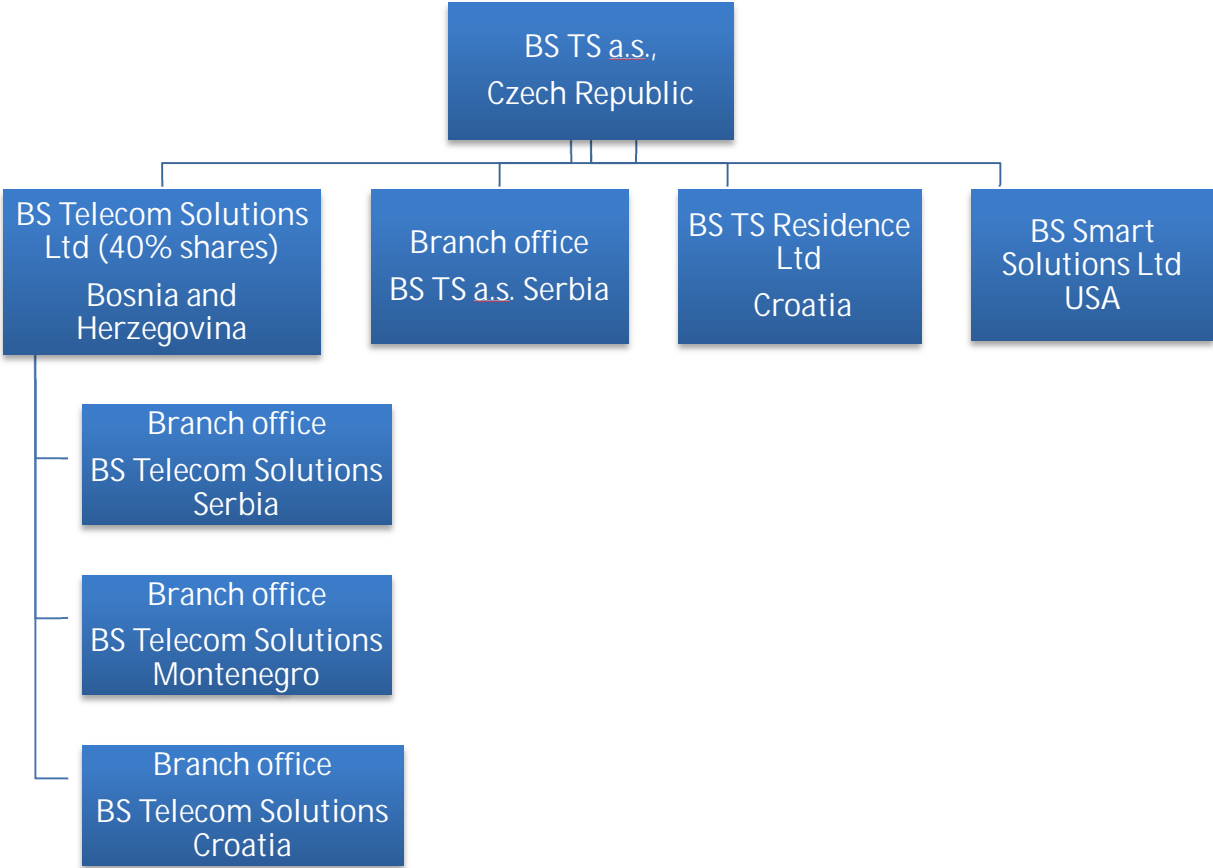 BS TS a.s.,
Czech Republic
BS Telecom Solutions
Ltd (40% shares)
Bosnia and
Herzegovina
Branch office
BS TS a.s. Serbia
BS TS Residence
Ltd
Croatia
BS Smart
Solutions Ltd
USA
Branch office
BS Telecom Solutions
Serbia
Branch office
BS Telecom Solutions
Montenegro
Branch office
BS Telecom Solutions
Croatia